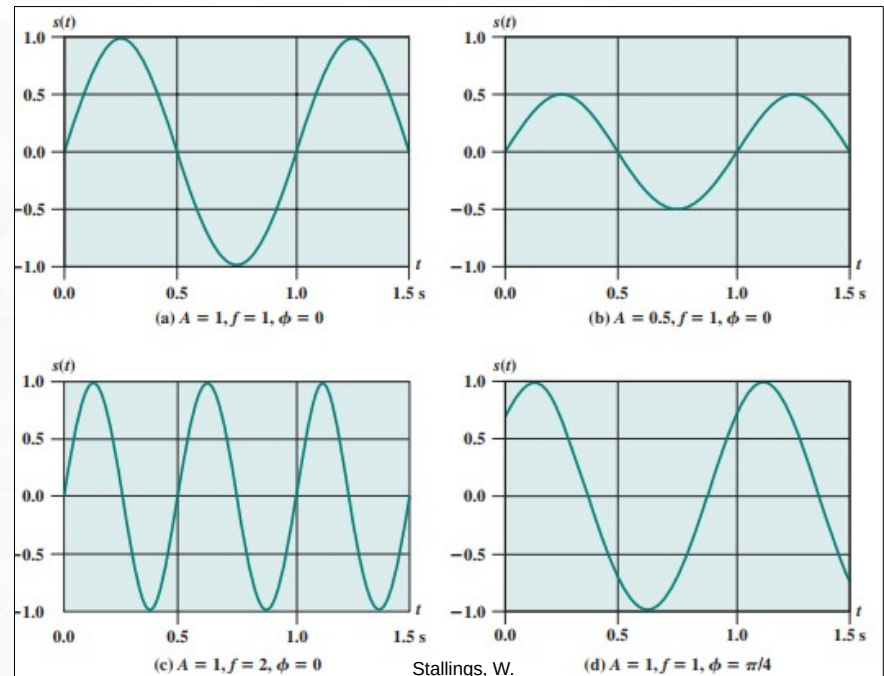 s(t)
1.0
0.5
0.0
−0.5
−1.0
t
0.0 0.5 1.0 1.5 s
(a) A = 1, f = 1, ϕ = 0
s(t)
1.0
0.5
0.0
−0.5
−1.0
t
0.0 0.5 1.0 1.5 s
(b) A = 0.5, f = 1, ϕ = 0
s(t)
1.0
0.5
0.0
−0.5
−1.0
t
0.0 0.5 1.0 1.5 s
(c) A = 1, f = 2, ϕ = 0
s(t)
1.0
0.5
0.0
−0.5
−1.0
t
0.0 0.5 1.0 1.5 s
(d) A = 1, f = 1, ϕ = π/4
Stallings, W.